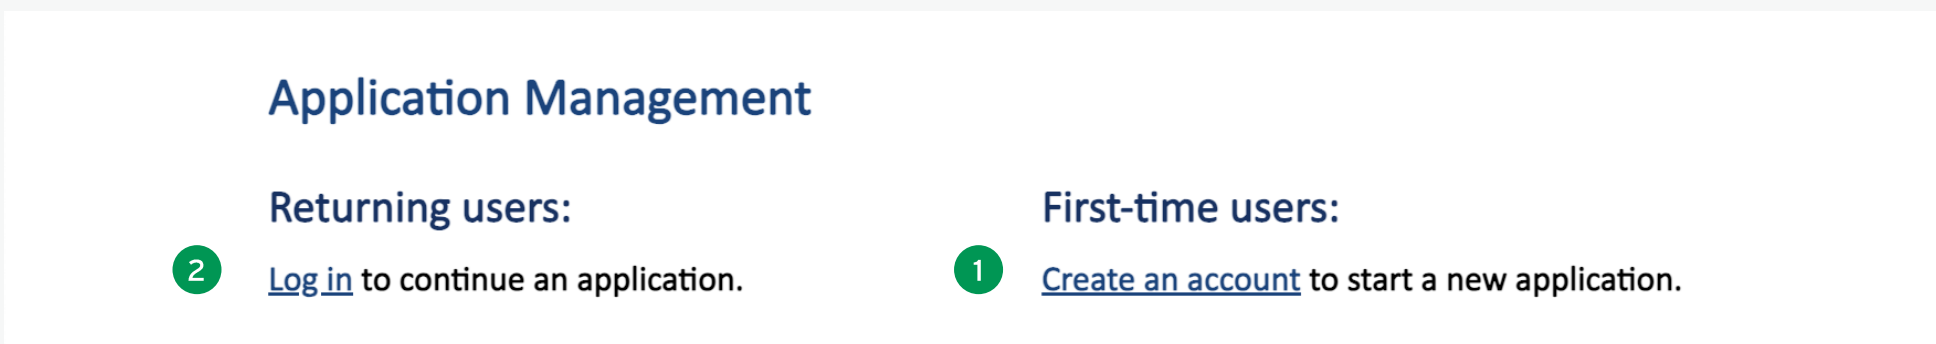 Application Management
Returning users:
2 Log in to continue an application.
First-time users:
1 Create an account to start a new application.